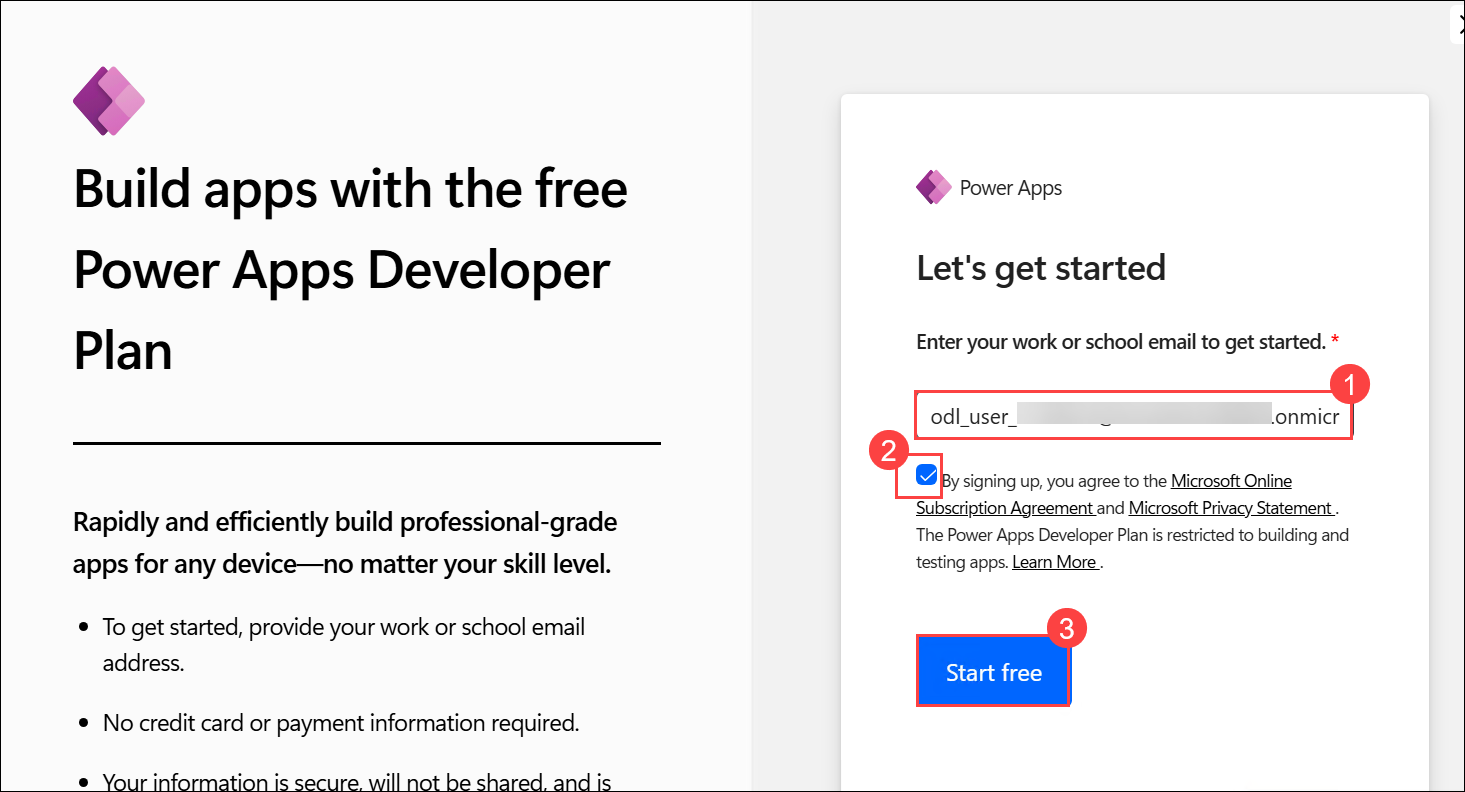 Build apps with the free
Power Apps Developer
Plan
Rapidly and efficiently build professional-grade
apps for any device—no matter your skill level.
• To get started, provide your work or school email
address.
• No credit card or payment information required.
• Your information is secure, will not be shared, and is
Power Apps
Let's get started
Enter your work or school email to get started. *
1
odl_user_ .onmicr
2
By signing up, you agree to the Microsoft Online
Subscription Agreement and Microsoft Privacy Statement .
The Power Apps Developer Plan is restricted to building and
testing apps. Learn More .
3
Start free